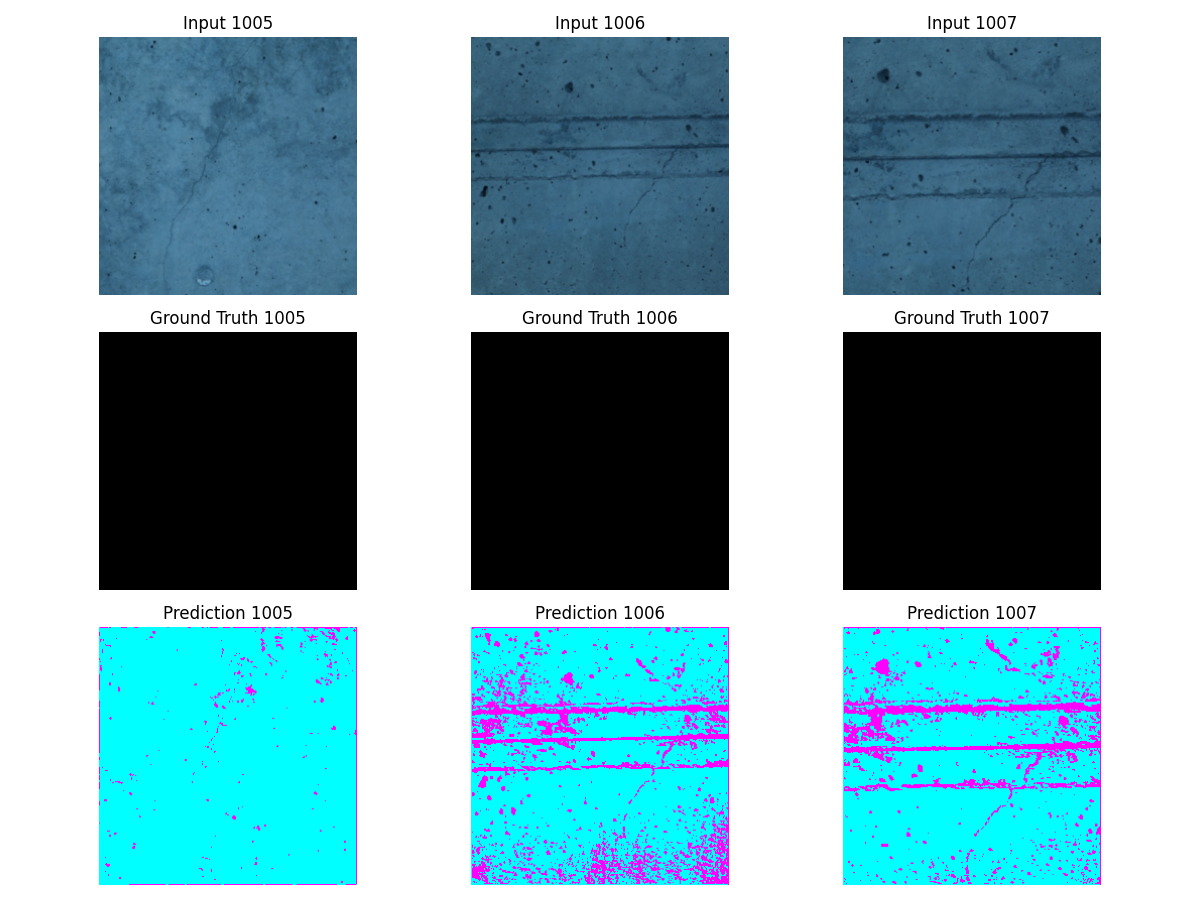 Input 1005
Input 1006
Input 1007
Ground Truth 1005
Ground Truth 1006
Ground Truth 1007
Prediction 1005
Prediction 1006
Prediction 1007